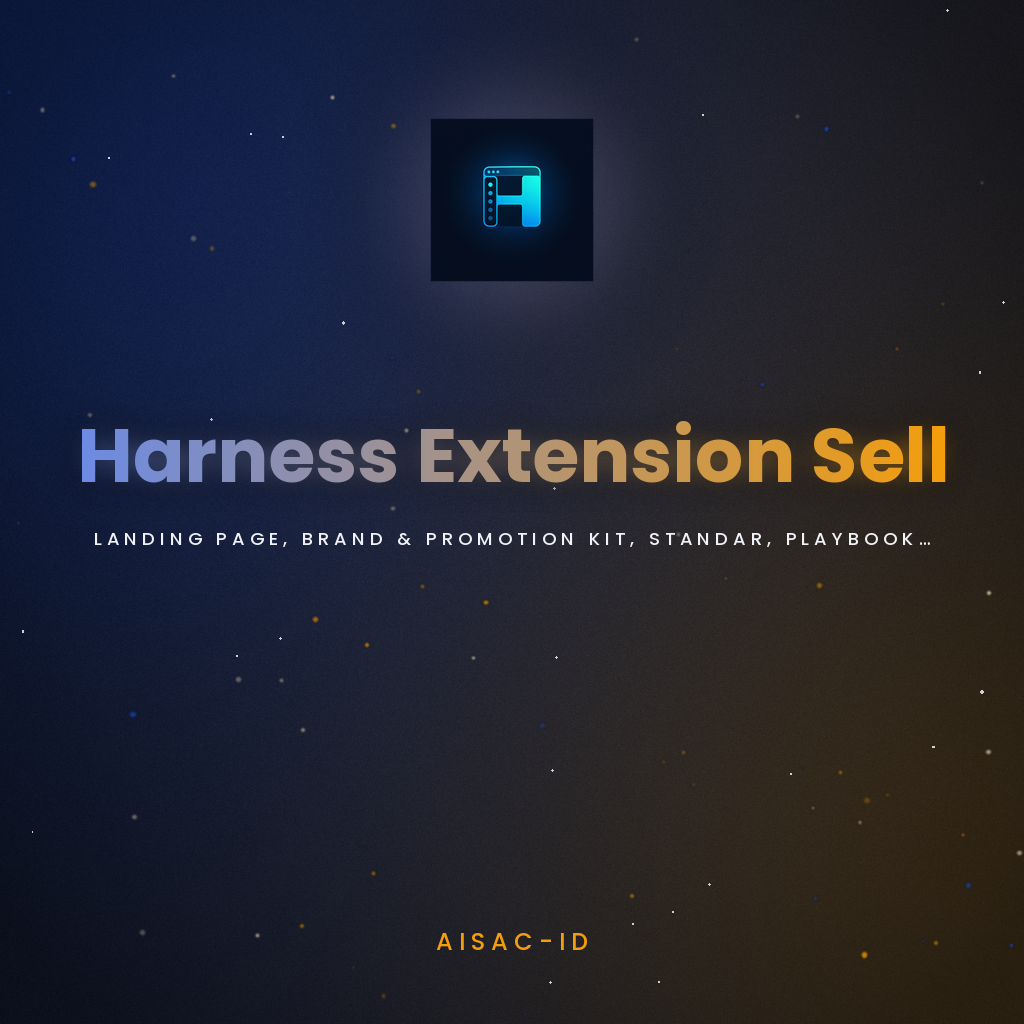 H
Harness Extension Sell
LANDING PAGE, BRAND & PROMOTION KIT, STANDAR, PLAYBOOK…
AISAC-ID